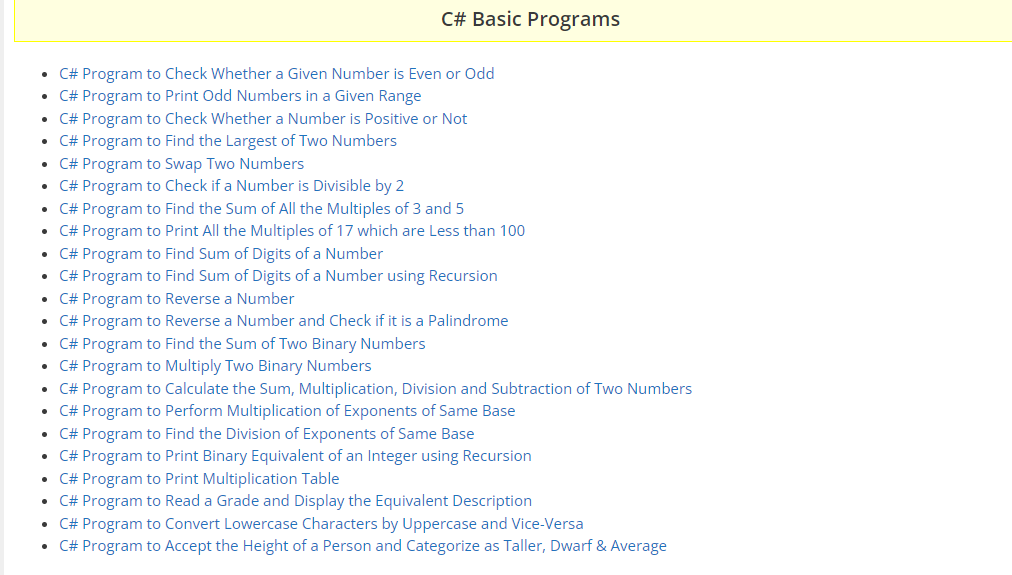 C# Basic Programs
C# Program to Check Whether a Given Number is Even or Odd
C# Program to Print Odd Numbers in a Given Range
C# Program to Check Whether a Number is Positive or Not
C# Program to Find the Largest of Two Numbers
C# Program to Swap Two Numbers
C# Program to Check if a Number is Divisible by 2
C# Program to Find the Sum of All the Multiples of 3 and 5
C# Program to Print All the Multiples of 17 which are Less than 100
C# Program to Find Sum of Digits of a Number
C# Program to Find Sum of Digits of a Number using Recursion
C# Program to Reverse a Number
C# Program to Reverse a Number and Check if it is a Palindrome
C# Program to Find the Sum of Two Binary Numbers
C# Program to Multiply Two Binary Numbers
C# Program to Calculate the Sum, Multiplication, Division and Subtraction of Two Numbers
C# Program to Perform Multiplication of Exponents of Same Base
C# Program to Find the Division of Exponents of Same Base
C# Program to Print Binary Equivalent of an Integer using Recursion
C# Program to Print Multiplication Table
C# Program to Read a Grade and Display the Equivalent Description
C# Program to Convert Lowercase Characters by Uppercase and Vice-Versa
C# Program to Accept the Height of a Person and Categorize as Taller, Dwarf & Average